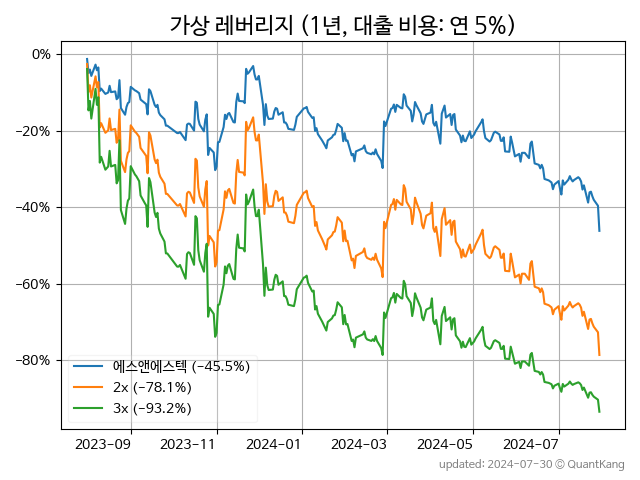 가상 레버리지 (1년, 대출 비용: 연 5%)
0%
−20%
−40%
−60%
−80%
에스앤에스텍 (−45.5%)
2x (−78.1%)
3x (−93.2%)
2023-09 2023-11 2024-01 2024-03 2024-05 2024-07
updated: 2024-07-30 © QuantKang